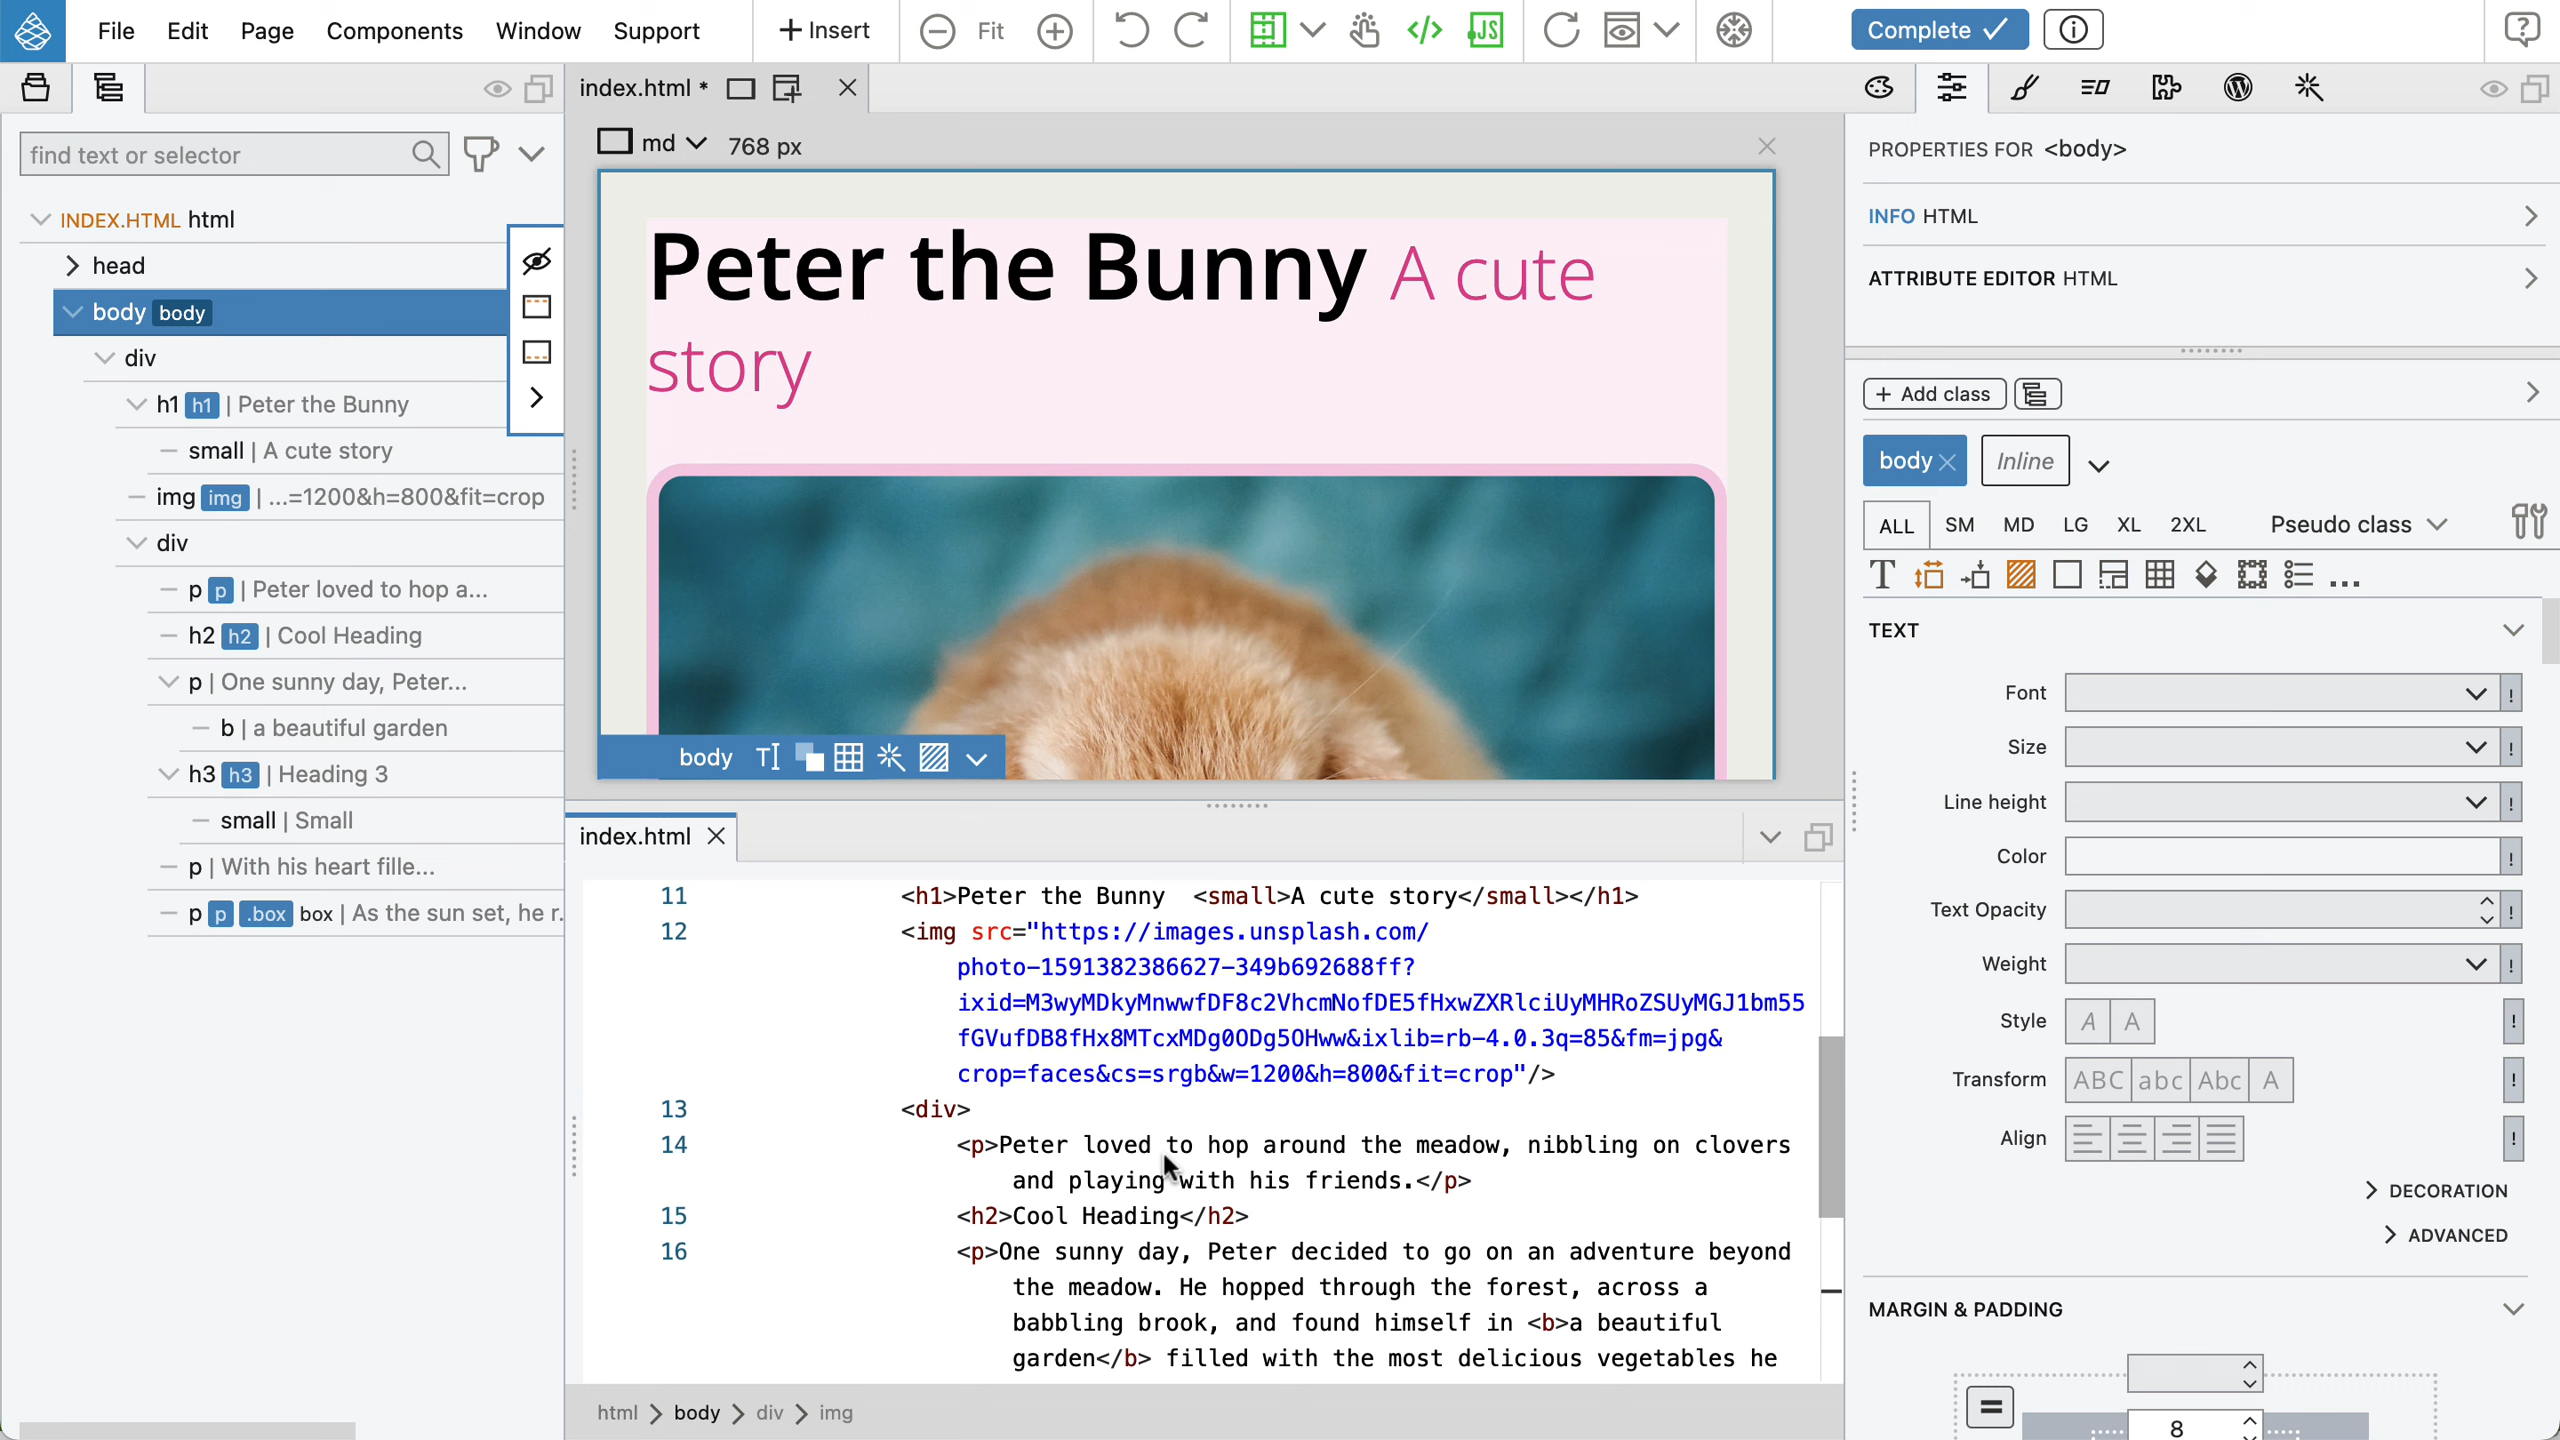 File Edit Page Components Window Support + Insert Fit </> JS Complete
index.html *
find text or selector
md 768 px
INDEX.HTML html
head
body body
div
h1 h1 | Peter the Bunny
small | A cute story
img img | ...=1200&h=800&fit=crop
div
p p | Peter loved to hop a...
h2 h2 | Cool Heading
p | One sunny day, Peter...
b | a beautiful garden
h3 h3 | Heading 3
small | Small
p | With his heart fille...
p p .box box | As the sun set, he r.
Peter the Bunny A cute
story
body
index.html
11 <h1>Peter the Bunny  <small>A cute story</small></h1>
12 <img src="https://images.unsplash.com/
photo-1591382386627-349b692688ff?
ixid=M3wyMDkyMnwwfDF8c2VhcmNofDE5fHxwZXRlciUyMHRoZSUyMGJ1bm55
fGVufDB8fHx8MTcxMDg0ODg5OHww&ixlib=rb-4.0.3q=85&fm=jpg&
crop=faces&cs=srgb&w=1200&h=800&fit=crop"/>
13 <div>
14 <p>Peter loved to hop around the meadow, nibbling on clovers
and playing with his friends.</p>
15 <h2>Cool Heading</h2>
16 <p>One sunny day, Peter decided to go on an adventure beyond
the meadow. He hopped through the forest, across a
babbling brook, and found himself in <b>a beautiful
garden</b> filled with the most delicious vegetables he
html body div img
PROPERTIES FOR <body>
INFO HTML
ATTRIBUTE EDITOR HTML
+ Add class
body Inline
ALL SM MD LG XL 2XL Pseudo class
TEXT
Font !
Size !
Line height !
Color !
Text Opacity !
Weight !
Style A A !
Transform ABC abc Abc A !
Align !
DECORATION
ADVANCED
MARGIN & PADDING
8